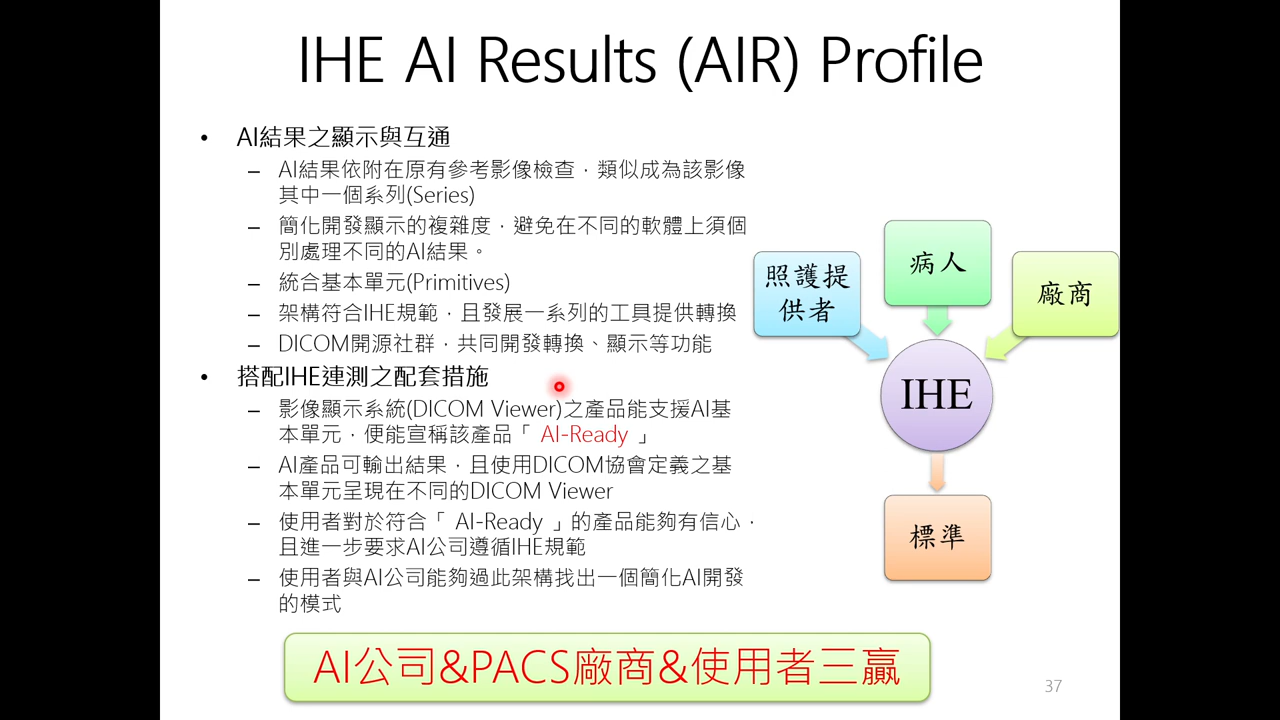 IHE AI Results (AIR) Profile
• AI結果之顯示與互通
– AI結果依附在原有參考影像檢查，類似成為該影像
其中一個系列(Series)
– 簡化開發顯示的複雜度，避免在不同的軟體上須個
別處理不同的AI結果。
– 統合基本單元(Primitives)
– 架構符合IHE規範，且發展一系列的工具提供轉換
– DICOM開源社群，共同開發轉換、顯示等功能
• 搭配IHE連測之配套措施
– 影像顯示系統(DICOM Viewer)之產品能支援AI基
本單元，便能宣稱該產品「 AI-Ready 」
– AI產品可輸出結果，且使用DICOM協會定義之基
本單元呈現在不同的DICOM Viewer
– 使用者對於符合「 AI-Ready 」的產品能夠有信心，
且進一步要求AI公司遵循IHE規範
– 使用者與AI公司能夠過此架構找出一個簡化AI開發
的模式
照護提
供者
病人
廠商
IHE
標準
AI公司&PACS廠商&使用者三贏
37